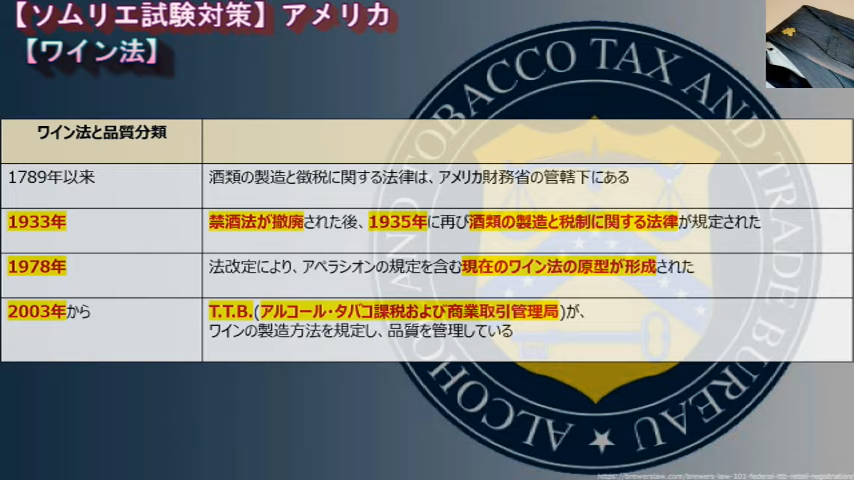 【ソムリエ試験対策】アメリカ
【ワイン法】
ワイン法と品質分類
1789年以来
酒類の製造と徴税に関する法律は、アメリカ財務省の管轄下にある
1933年
禁酒法が撤廃された後、1935年に再び酒類の製造と税制に関する法律が規定された
1978年
法改定により、アペラシオンの規定を含む現在のワイン法の原型が形成された
2003年から
T.T.B.(アルコール・タバコ課税および商業取引管理局)が、
ワインの製造方法を規定し、品質を管理している
ALCOHOL AND TOBACCO TAX AND TRADE BUREAU